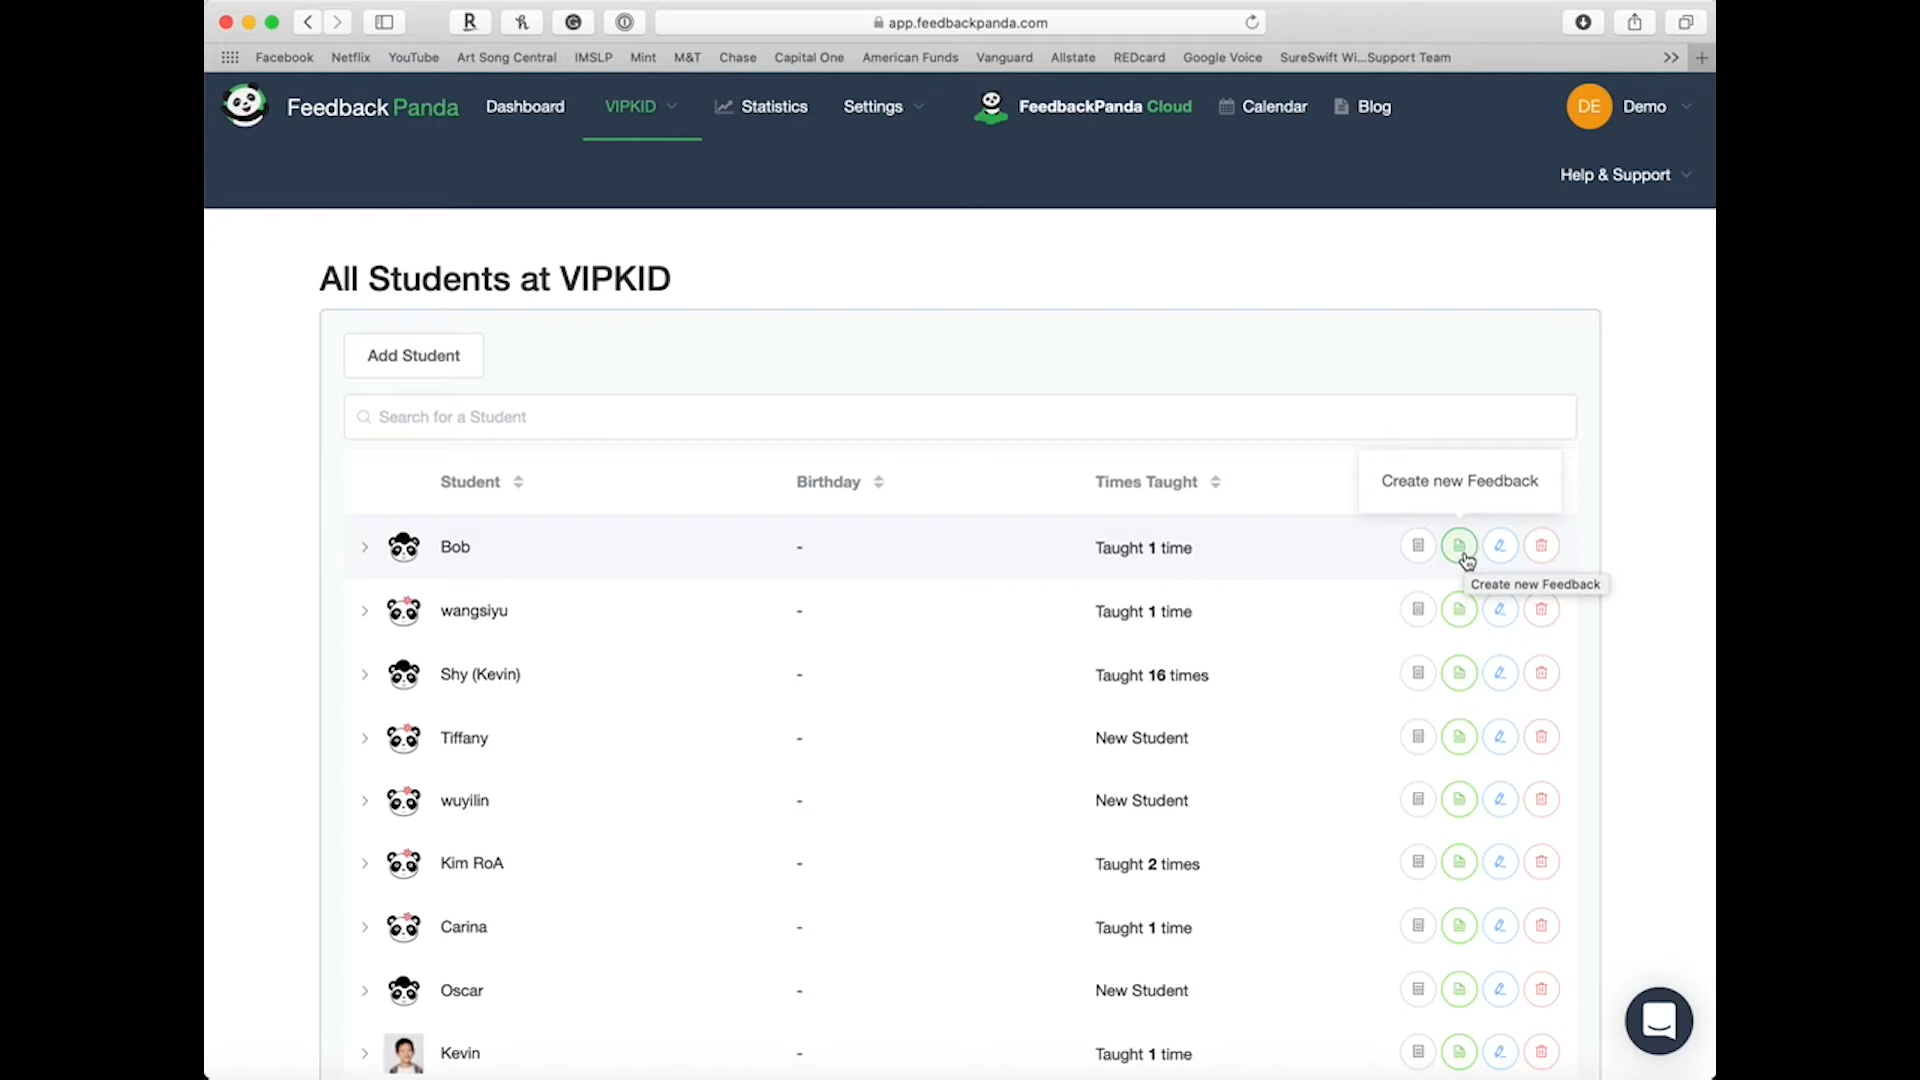 app.feedbackpanda.com
Facebook Netflix YouTube Art Song Central IMSLP Mint M&T Chase Capital One American Funds Vanguard Allstate REDcard Google Voice SureSwift Wi...Support Team
Feedback Panda Dashboard VIPKID Statistics Settings FeedbackPanda Cloud Calendar Blog DE Demo
Help & Support
All Students at VIPKID
Add Student
Search for a Student
Student Birthday Times Taught Create new Feedback
Bob - Taught 1 time
Create new Feedback
wangsiyu - Taught 1 time
Shy (Kevin) - Taught 16 times
Tiffany - New Student
wuyilin - New Student
Kim RoA - Taught 2 times
Carina - Taught 1 time
Oscar - New Student
Kevin - Taught 1 time